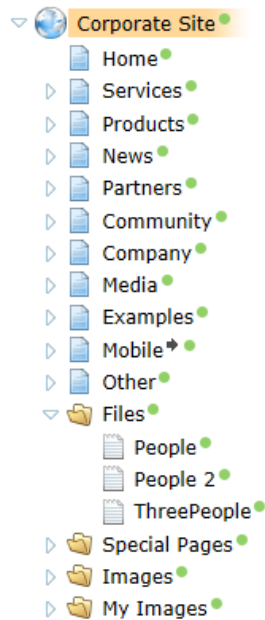 Corporate Site
Home
Services
Products
News
Partners
Community
Company
Media
Examples
Mobile
Other
Files
People
People 2
ThreePeople
Special Pages
Images
My Images